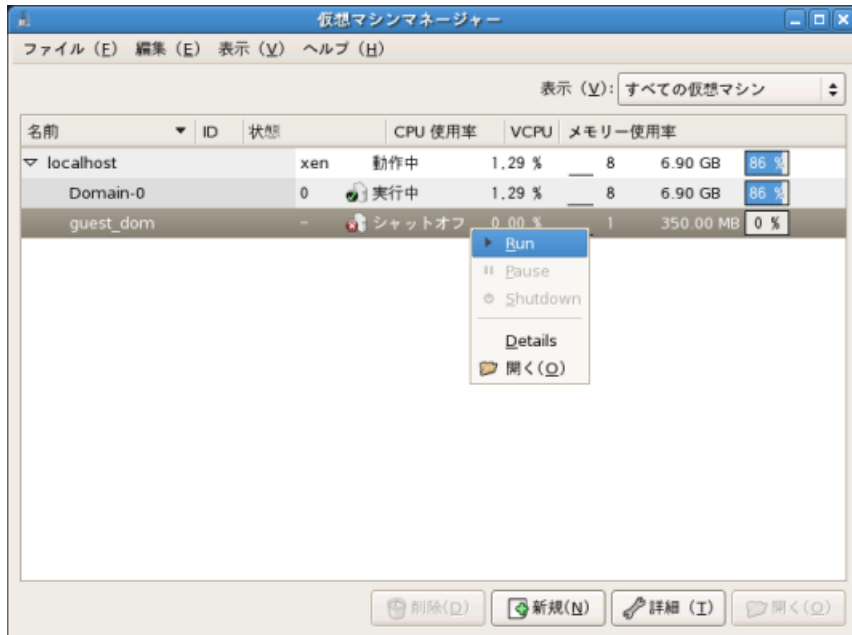 仮想マシンマネージャー
ファイル (F) 編集 (E) 表示 (V) ヘルプ (H)
表示 (V): すべての仮想マシン
名前 ID 状態 CPU 使用率 VCPU メモリー使用率
localhost xen 動作中 1.29 % 8 6.90 GB 86 %
Domain-0 0 実行中 1.29 % 8 6.90 GB 86 %
guest_dom - シャットオフ 0.00 % 1 350.00 MB 0 %
Run
Pause
Shutdown
Details
開く(O)
削除(D) 新規(N) 詳細 (T) 開く(O)